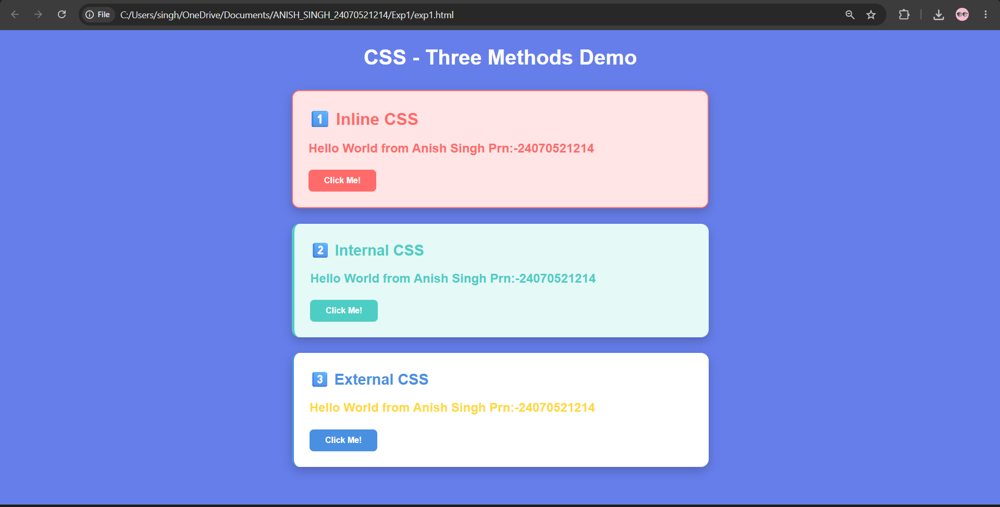 File C:/Users/singh/OneDrive/Documents/ANISH_SINGH_24070521214/Exp1/exp1.html
CSS - Three Methods Demo
1️⃣ Inline CSS
Hello World from Anish Singh Prn:-24070521214
Click Me!
2️⃣ Internal CSS
Hello World from Anish Singh Prn:-24070521214
Click Me!
3️⃣ External CSS
Hello World from Anish Singh Prn:-24070521214
Click Me!